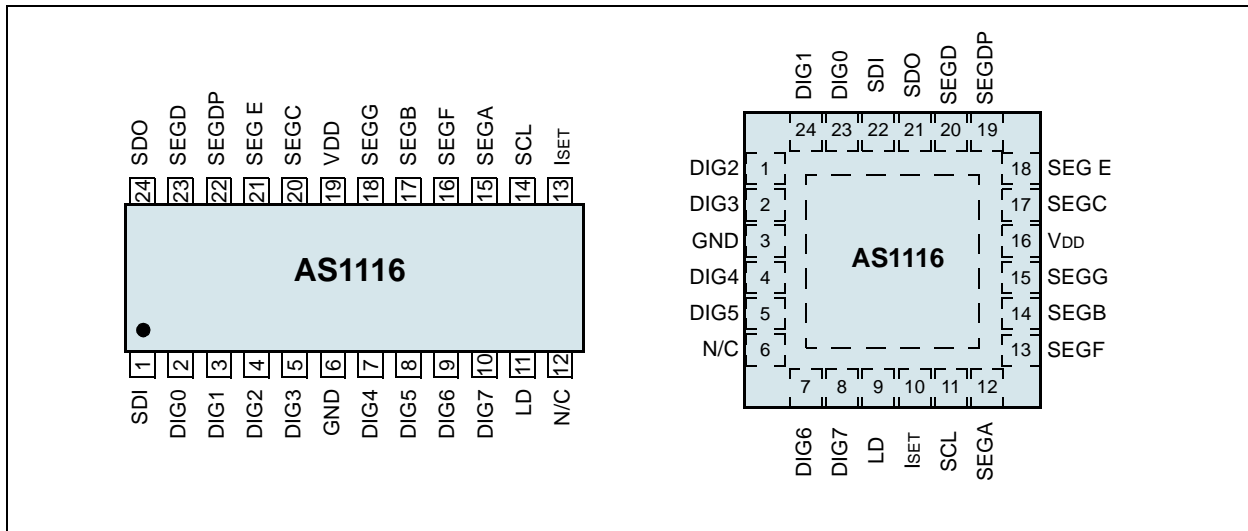 SDO SEGD SEGDP SEG E SEGC VDD SEGG SEGB SEGF SEGA SCL ISET
24 23 22 21 20 19 18 17 16 15 14 13
AS1116
1 2 3 4 5 6 7 8 9 10 11 12
SDI DIG0 DIG1 DIG2 DIG3 GND DIG4 DIG5 DIG6 DIG7 LD N/C
DIG1 DIG0 SDI SDO SEGD SEGDP
24 23 22 21 20 19
DIG2 1
DIG3 2
GND 3
DIG4 4
DIG5 5
N/C 6
AS1116
18 SEG E
17 SEGC
16 VDD
15 SEGG
14 SEGB
13 SEGF
7 8 9 10 11 12
DIG6 DIG7 LD ISET SCL SEGA